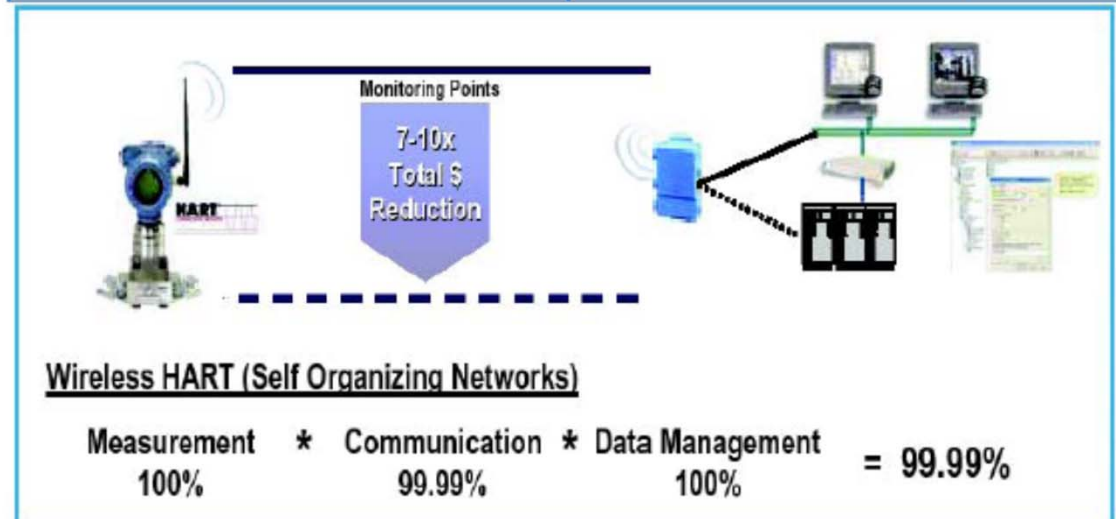 Monitoring Points
7-10x
Total $
Reduction
HART
Wireless HART (Self Organizing Networks)
Measurement * Communication * Data Management
100% 99.99% 100%
= 99.99%